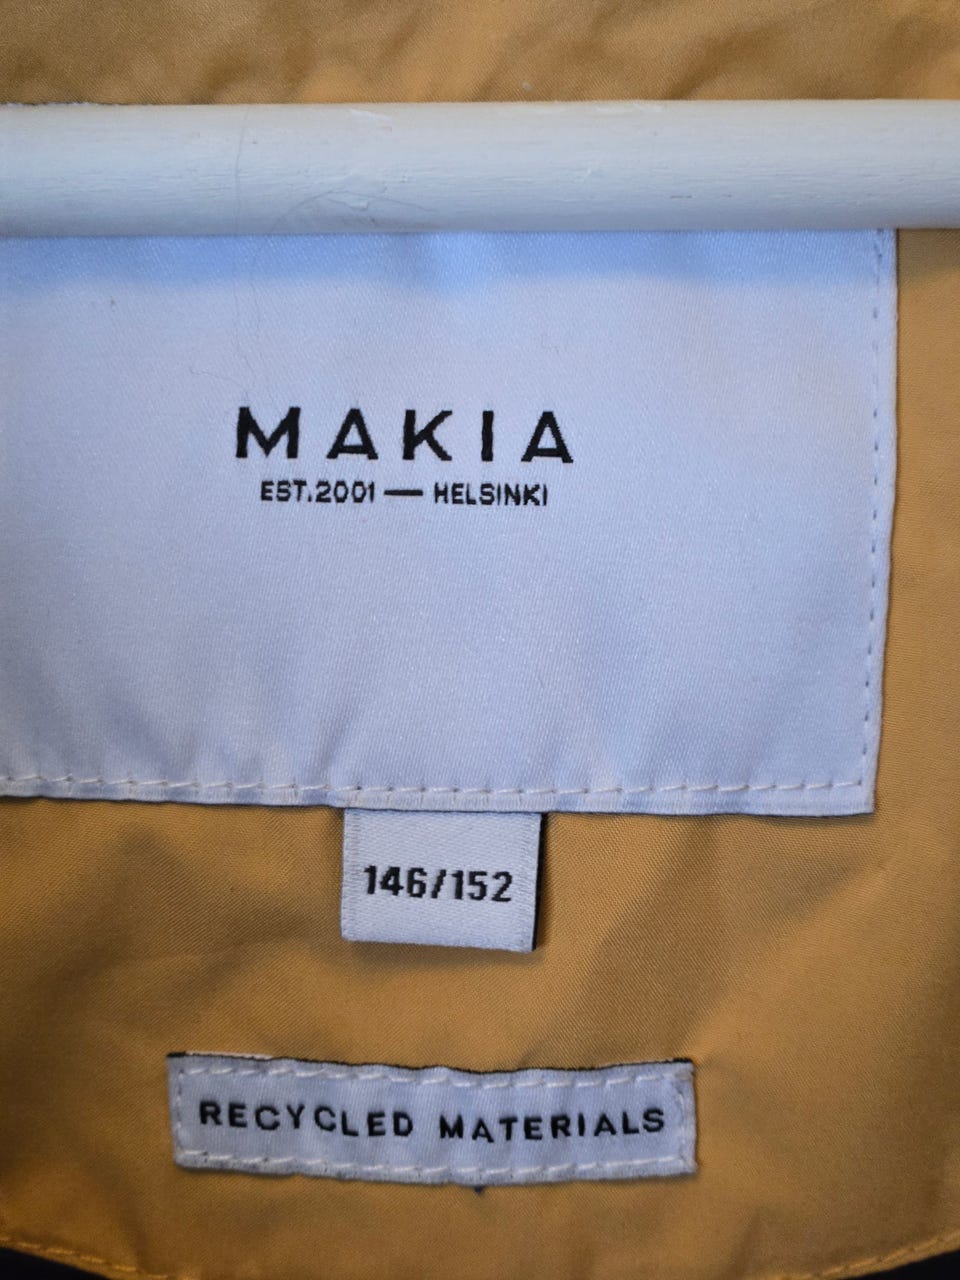 MAKIA
EST.2001 — HELSINKI
146/152
RECYCLED MATERIALS